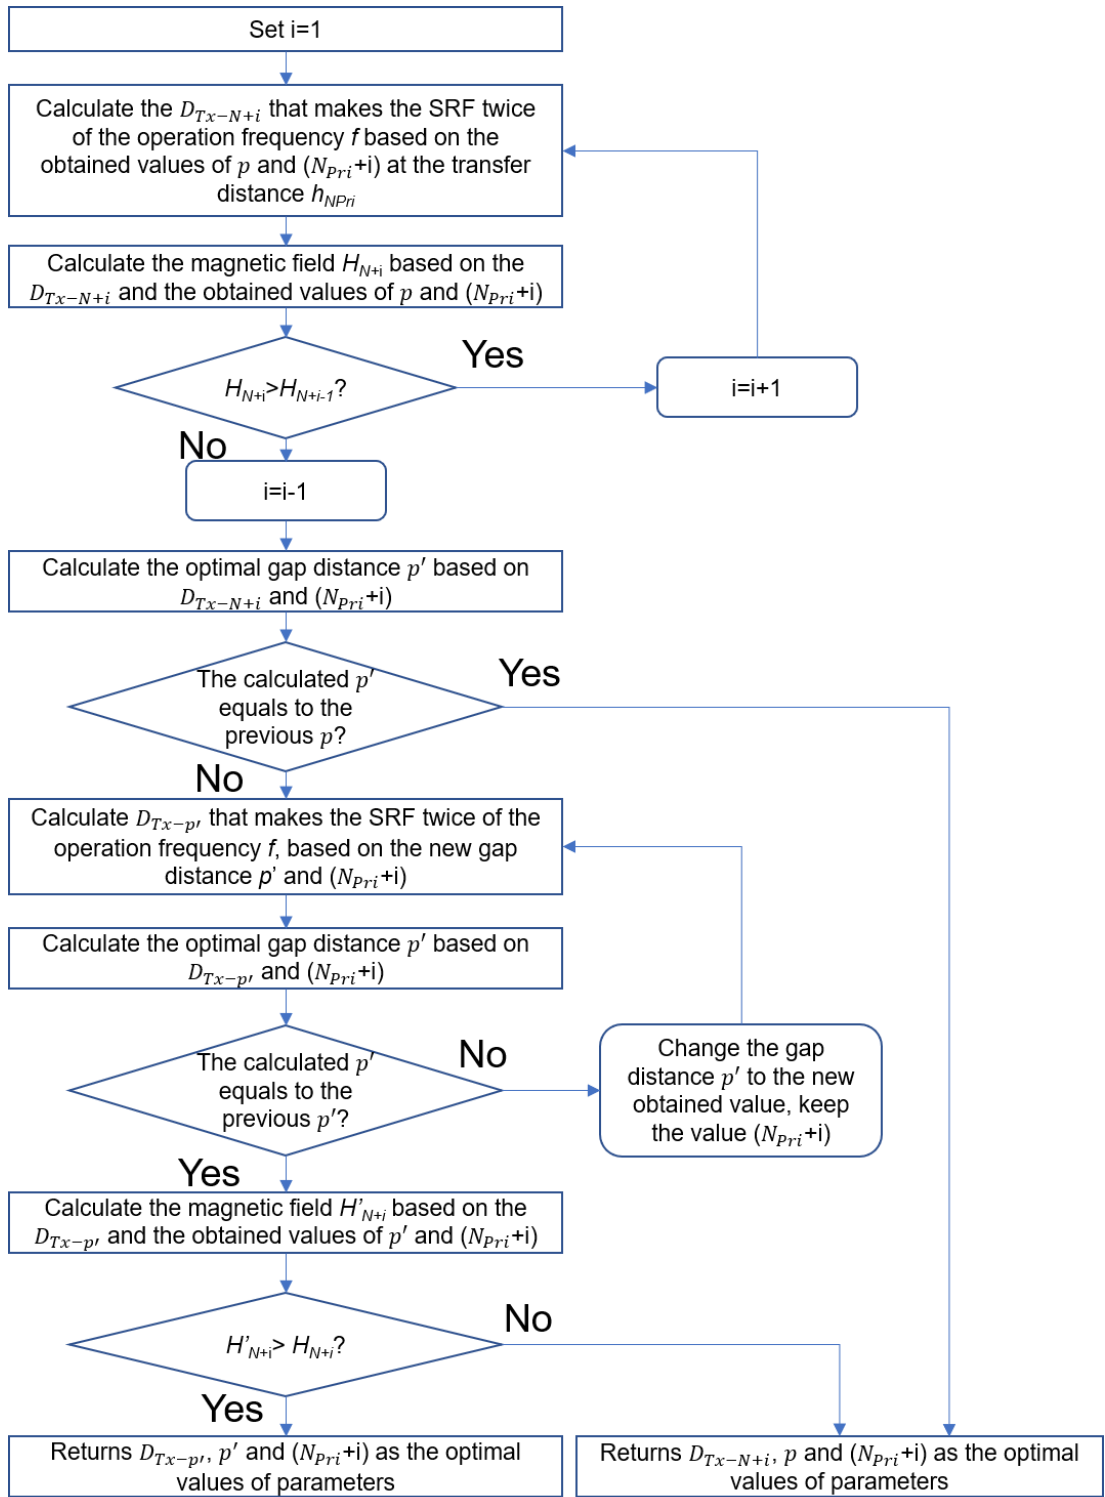 Set i=1
Calculate the D_{Tx−N+i} that makes the SRF twice
of the operation frequency f based on the
obtained values of p and (N_{Pri}+i) at the transfer
distance h_{NPri}
Calculate the magnetic field H_{N+i} based on the
D_{Tx−N+i} and the obtained values of p and (N_{Pri}+i)
Yes
H_{N+i}>H_{N+i-1}?
i=i+1
No
i=i-1
Calculate the optimal gap distance p′ based on
D_{Tx−N+i} and (N_{Pri}+i)
The calculated p′
equals to the
previous p?
Yes
No
Calculate D_{Tx−p′} that makes the SRF twice of the
operation frequency f, based on the new gap
distance p' and (N_{Pri}+i)
Calculate the optimal gap distance p′ based on
D_{Tx−p′} and (N_{Pri}+i)
The calculated p′
equals to the
previous p′?
No
Change the gap
distance p′ to the new
obtained value, keep
the value (N_{Pri}+i)
Yes
Calculate the magnetic field H'_{N+i} based on the
D_{Tx−p′} and the obtained values of p′ and (N_{Pri}+i)
H'_{N+i}> H_{N+i}?
No
Yes
Returns D_{Tx−p′}, p′ and (N_{Pri}+i) as the optimal
values of parameters
Returns D_{Tx−N+i}, p and (N_{Pri}+i) as the optimal
values of parameters